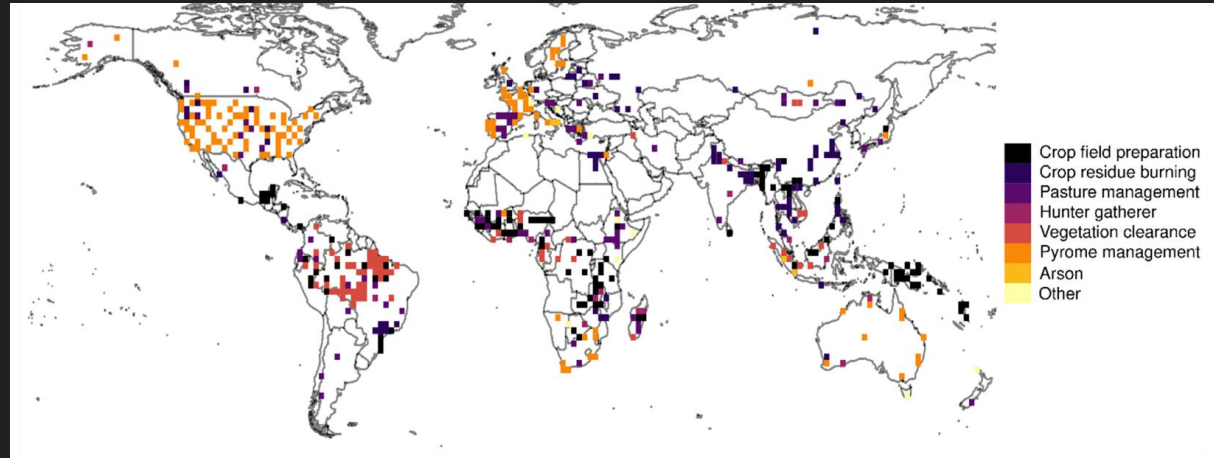 Crop field preparation
Crop residue burning
Pasture management
Hunter gatherer
Vegetation clearance
Pyrome management
Arson
Other